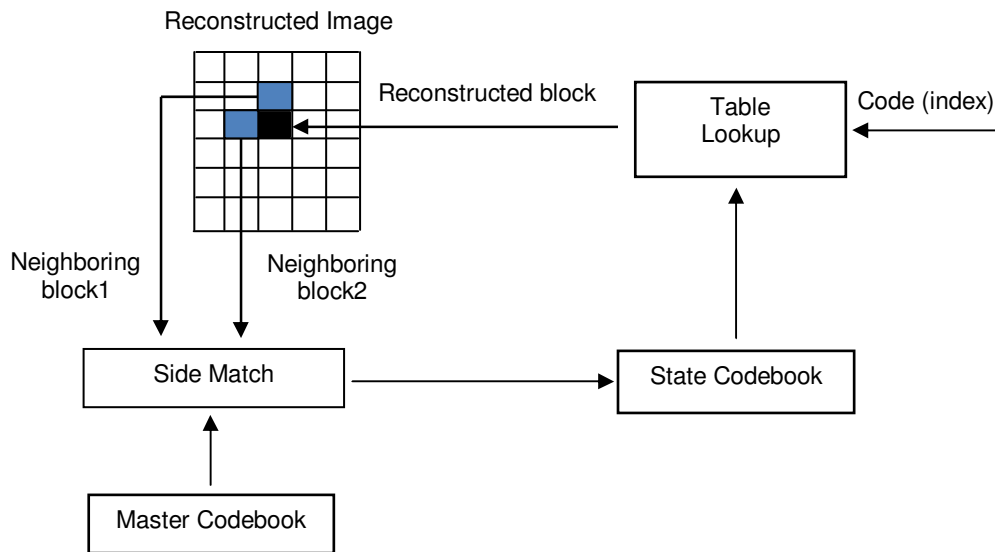 Reconstructed Image
Reconstructed block
Table
Lookup
Code (index)
Neighboring
block1
Neighboring
block2
Side Match
State Codebook
Master Codebook